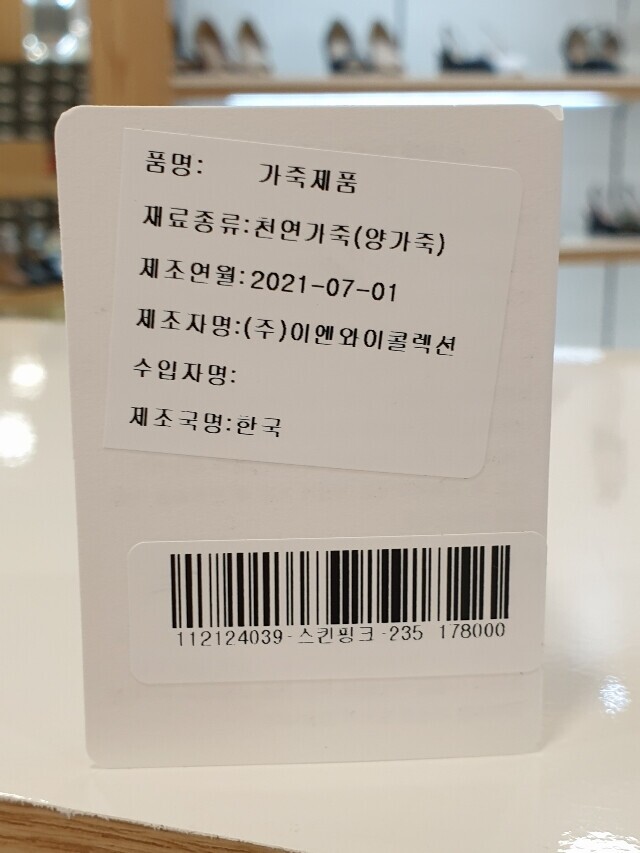 품명: 가죽제품
재료종류:천연가죽(양가죽)
제조연월:2021-07-01
제조자명:(주)이엔와이콜렉션
수입자명:
제조국명:한국
112124039-스킨핑크-235 178000